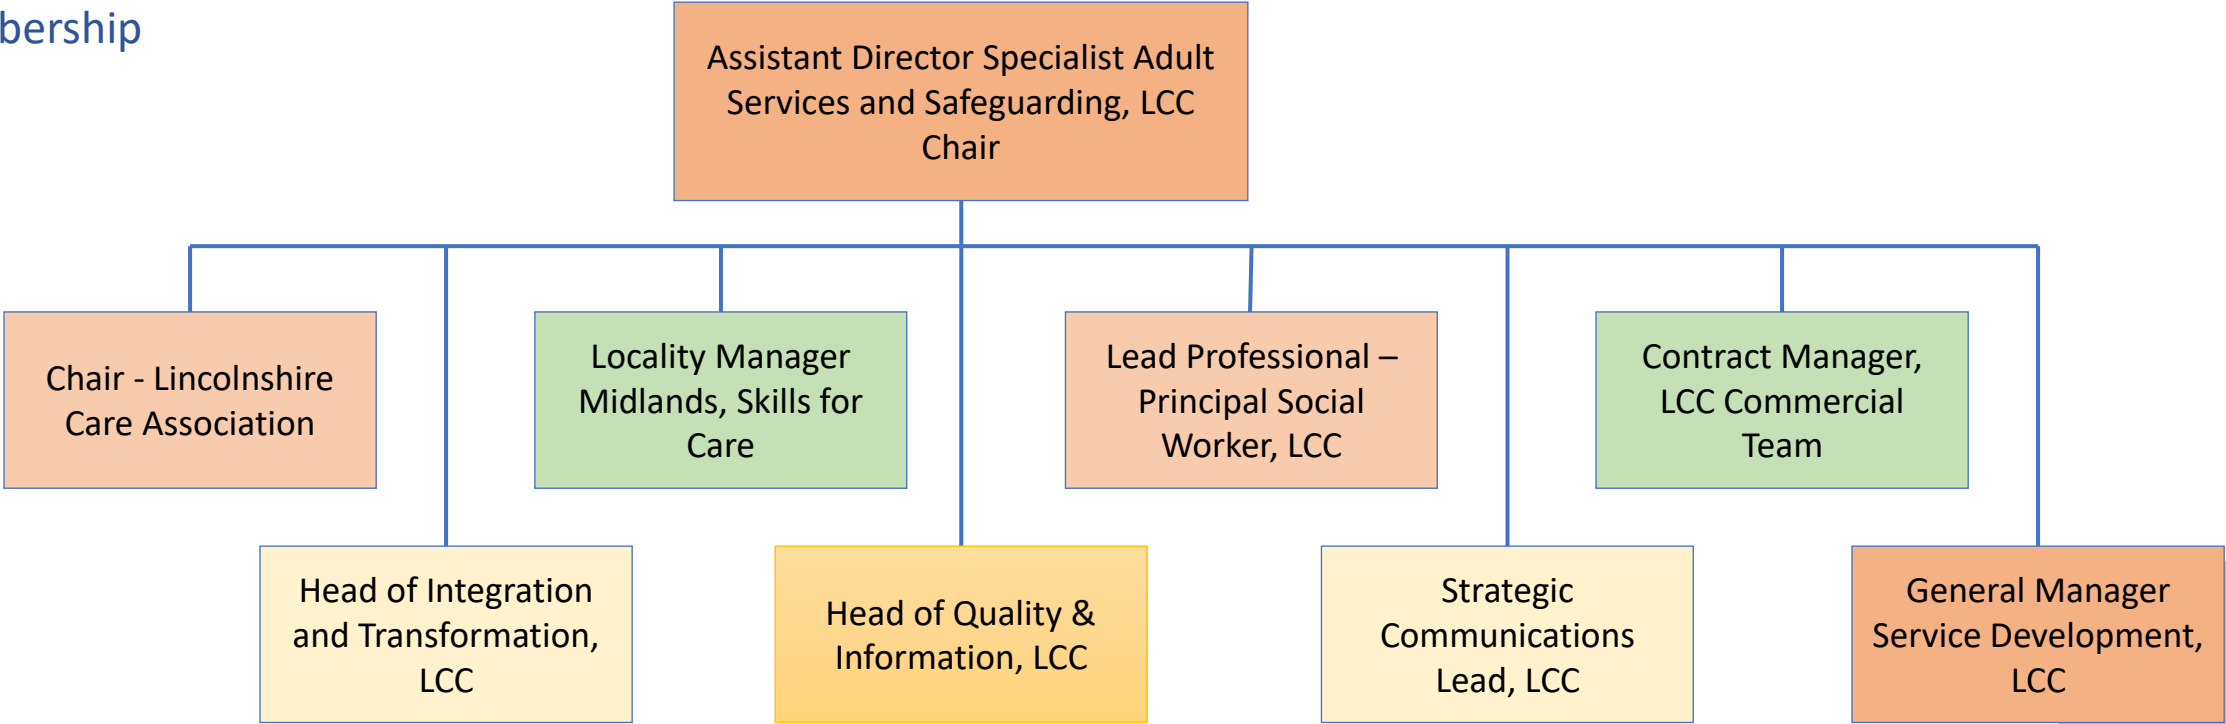 bership
Assistant Director Specialist Adult
Services and Safeguarding, LCC
Chair
Chair - Lincolnshire
Care Association
Locality Manager
Midlands, Skills for
Care
Lead Professional –
Principal Social
Worker, LCC
Contract Manager,
LCC Commercial
Team
Head of Integration
and Transformation,
LCC
Head of Quality &
Information, LCC
Strategic
Communications
Lead, LCC
General Manager
Service Development,
LCC